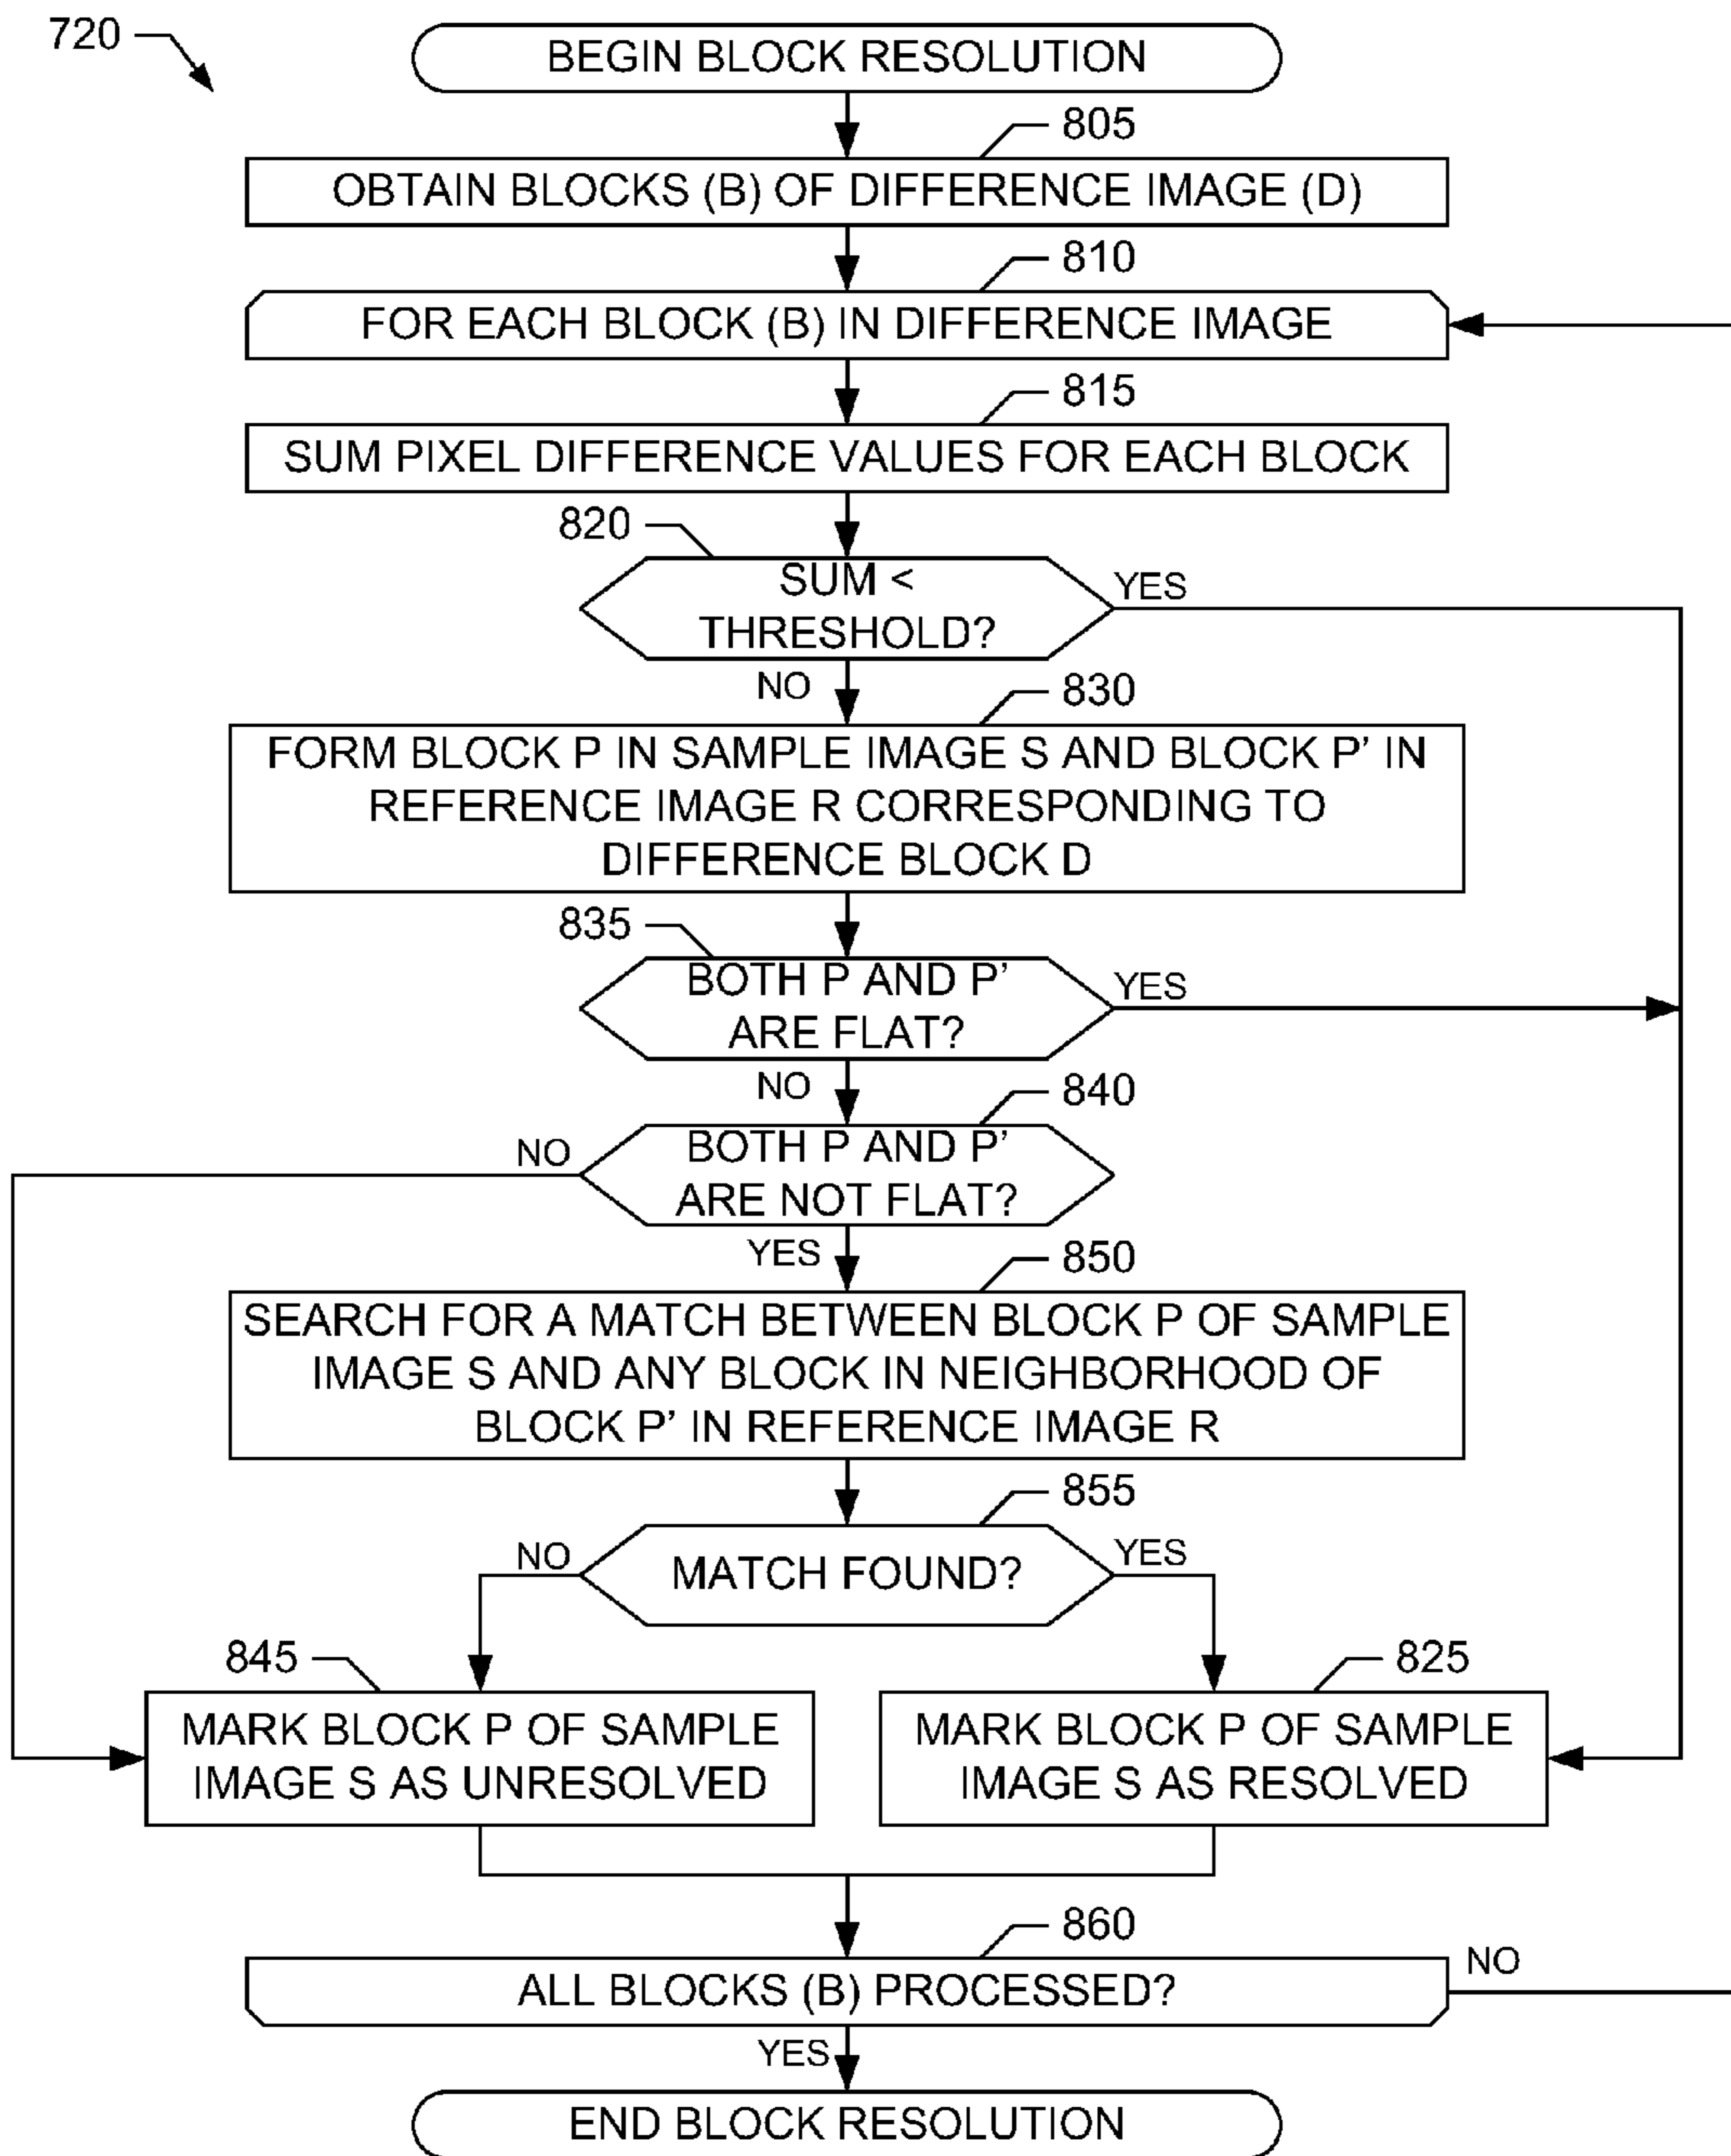 720
BEGIN BLOCK RESOLUTION
805
OBTAIN BLOCKS (B) OF DIFFERENCE IMAGE (D)
810
FOR EACH BLOCK (B) IN DIFFERENCE IMAGE
815
SUM PIXEL DIFFERENCE VALUES FOR EACH BLOCK
820
SUM <
THRESHOLD?
YES
NO
830
FORM BLOCK P IN SAMPLE IMAGE S AND BLOCK P' IN
REFERENCE IMAGE R CORRESPONDING TO
DIFFERENCE BLOCK D
835
BOTH P AND P'
ARE FLAT?
YES
NO
840
BOTH P AND P'
ARE NOT FLAT?
NO
YES
850
SEARCH FOR A MATCH BETWEEN BLOCK P OF SAMPLE
IMAGE S AND ANY BLOCK IN NEIGHBORHOOD OF
BLOCK P' IN REFERENCE IMAGE R
855
MATCH FOUND?
NO
YES
845
MARK BLOCK P OF SAMPLE
IMAGE S AS UNRESOLVED
825
MARK BLOCK P OF SAMPLE
IMAGE S AS RESOLVED
860
ALL BLOCKS (B) PROCESSED?
NO
YES
END BLOCK RESOLUTION